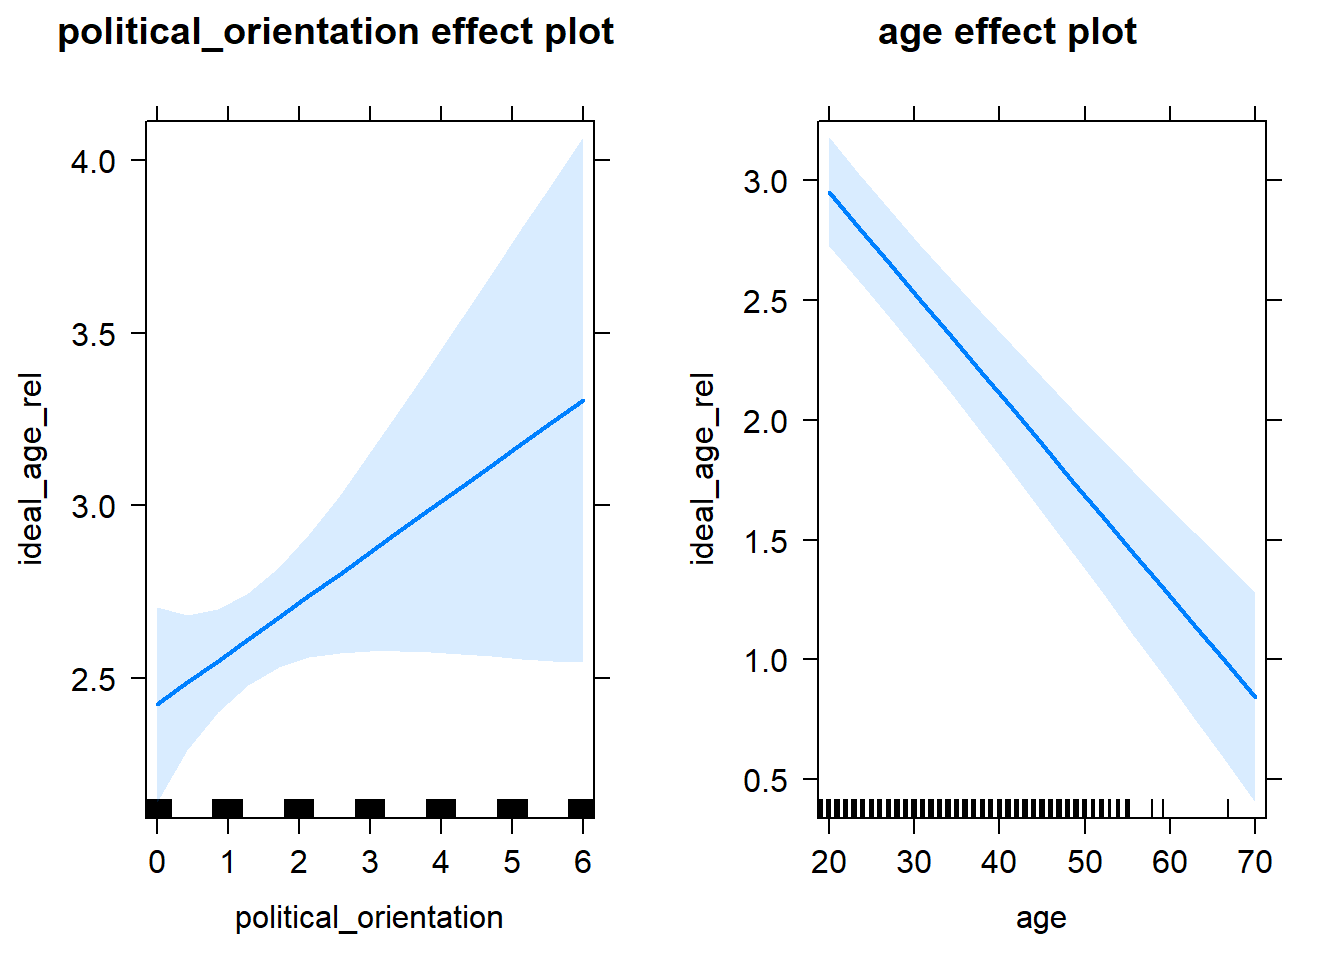 political_orientation effect plot
4.0
3.5
3.0
2.5
ideal_age_rel
0 1 2 3 4 5 6
political_orientation
age effect plot
3.0
2.5
2.0
1.5
1.0
0.5
ideal_age_rel
20 30 40 50 60 70
age